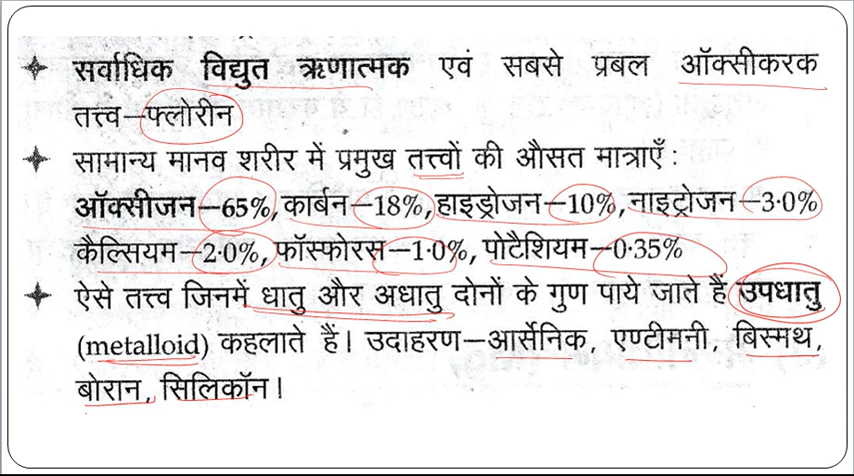 सर्वाधिक विद्युत ऋणात्मक एवं सबसे प्रबल ऑक्सीकरक
तत्त्व—फ्लोरीन
सामान्य मानव शरीर में प्रमुख तत्त्वों की औसत मात्राएँ :
ऑक्सीजन—65%, कार्बन—18%, हाइड्रोजन—10%, नाइट्रोजन—3·0%
कैल्सियम—2·0%, फॉस्फोरस—1·0%, पोटैशियम—0·35%
ऐसे तत्त्व जिनमें धातु और अधातु दोनों के गुण पाये जाते हैं उपधातु
(metalloid) कहलाते हैं। उदाहरण—आर्सेनिक, एण्टीमनी, बिस्मथ,
बोरान, सिलिकॉन।